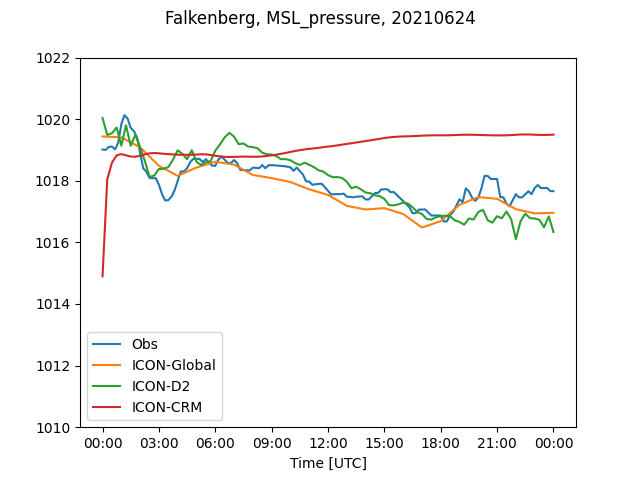 Falkenberg, MSL_pressure, 20210624
1022
1020
1018
1016
1014
1012
1010
Obs
ICON-Global
ICON-D2
ICON-CRM
00:00 03:00 06:00 09:00 12:00 15:00 18:00 21:00 00:00
Time [UTC]